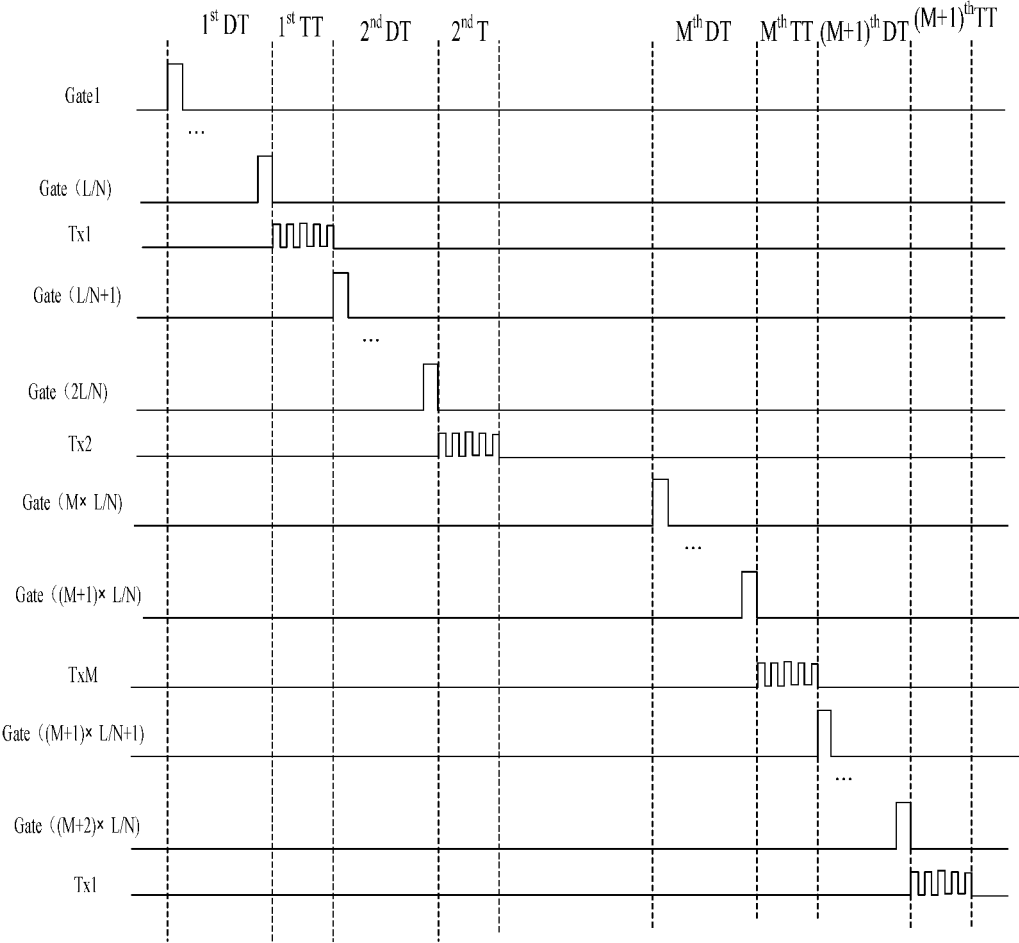 1st DT 1st TT 2nd DT 2nd T Mth DT Mth TT (M+1)th DT (M+1)th TT
Gate1
...
Gate（L/N)
Tx1
Gate（L/N+1)
...
Gate（2L/N)
Tx2
Gate（M× L/N)
...
Gate（(M+1)× L/N)
TxM
Gate（(M+1)× L/N+1)
...
Gate（(M+2)× L/N)
Tx1